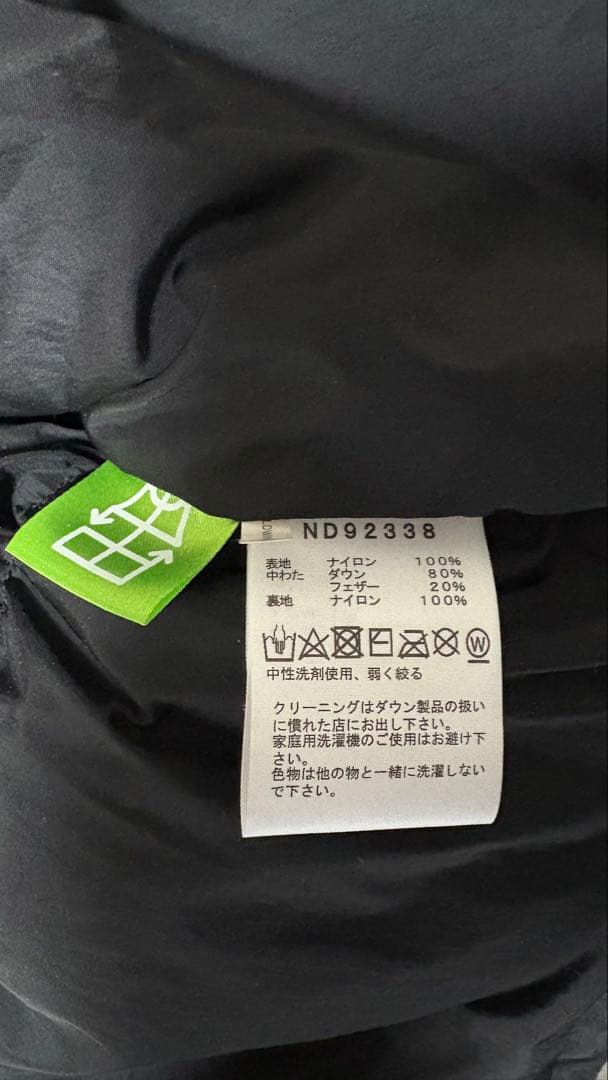 ND92338
表地 ナイロン 100%
中わた ダウン 80%
フェザー 20%
裏地 ナイロン 100%
W
中性洗剤使用、弱く絞る
クリーニングはダウン製品の扱い
に慣れた店にお出し下さい。
家庭用洗濯機のご使用はお避け下
さい。
色物は他の物と一緒に洗濯しない
で下さい。